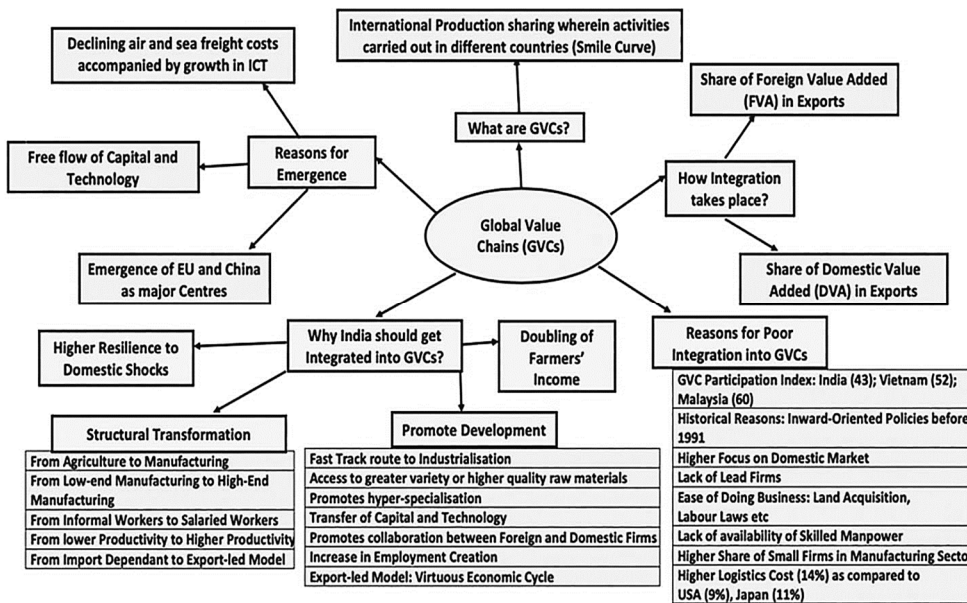 International Production sharing wherein activities
carried out in different countries (Smile Curve)
Declining air and sea freight costs
accompanied by growth in ICT
Share of Foreign Value Added
(FVA) in Exports
What are GVCs?
Free flow of Capital and
Technology
Reasons for
Emergence
How Integration
takes place?
Global Value
Chains (GVCs)
Emergence of EU and China
as major Centres
Share of Domestic Value
Added (DVA) in Exports
Higher Resilience to
Domestic Shocks
Why India should get
Integrated into GVCs?
Doubling of
Farmers'
Income
Reasons for Poor
Integration into GVCs
GVC Participation Index: India (43); Vietnam (52);
Malaysia (60)
Historical Reasons: Inward-Oriented Policies before
1991
Higher Focus on Domestic Market
Lack of Lead Firms
Ease of Doing Business: Land Acquisition,
Labour Laws etc
Lack of availability of Skilled Manpower
Higher Share of Small Firms in Manufacturing Secto
Higher Logistics Cost (14%) as compared to
USA (9%), Japan (11%)
Structural Transformation
From Agriculture to Manufacturing
From Low-end Manufacturing to High-End
Manufacturing
From Informal Workers to Salaried Workers
From lower Productivity to Higher Productivity
From Import Dependant to Export-led Model
Promote Development
Fast Track route to Industrialisation
Access to greater variety or higher quality raw materials
Promotes hyper-specialisation
Transfer of Capital and Technology
Promotes collaboration between Foreign and Domestic Firms
Increase in Employment Creation
Export-led Model: Virtuous Economic Cycle